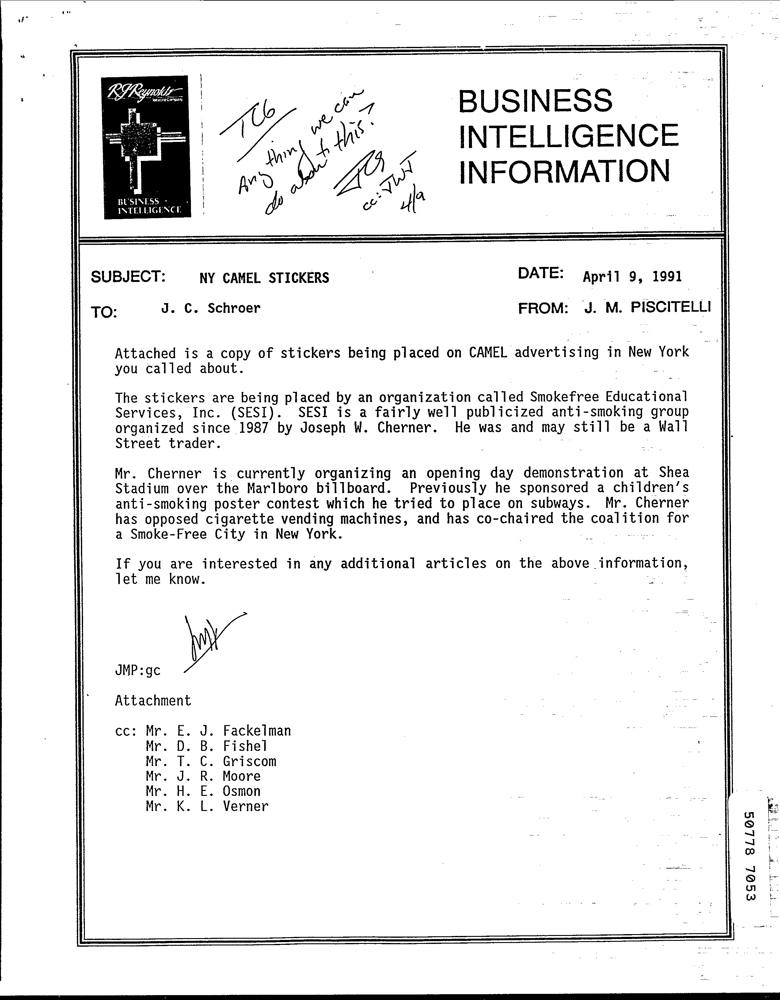 RJReynolds
Tobacco Company
BUSINESS
INTELLIGENCE
TCG
Anything we can
do about this?
JCS
cc: TWT
4/9
BUSINESS
INTELLIGENCE
INFORMATION
SUBJECT: NY CAMEL STICKERS
DATE: April 9, 1991
TO: J. C. Schroer
FROM: J. M. PISCITELLI
Attached is a copy of stickers being placed on CAMEL advertising in New York
you called about.
The stickers are being placed by an organization called Smokefree Educational
Services, Inc. (SESI). SESI is a fairly well publicized anti-smoking group
organized since 1987 by Joseph W. Cherner. He was and may still be a Wall
Street trader.
Mr. Cherner is currently organizing an opening day demonstration at Shea
Stadium over the Marlboro billboard. Previously he sponsored a children's
anti-smoking poster contest which he tried to place on subways. Mr. Cherner
has opposed cigarette vending machines, and has co-chaired the coalition for
a Smoke-Free City in New York.
If you are interested in any additional articles on the above information,
let me know.
JMP:gc
Attachment
cc: Mr. E. J. Fackelman
Mr. D. B. Fishel
Mr. T. C. Griscom
Mr. J. R. Moore
Mr. H. E. Osmon
Mr. K. L. Verner
50778 7053